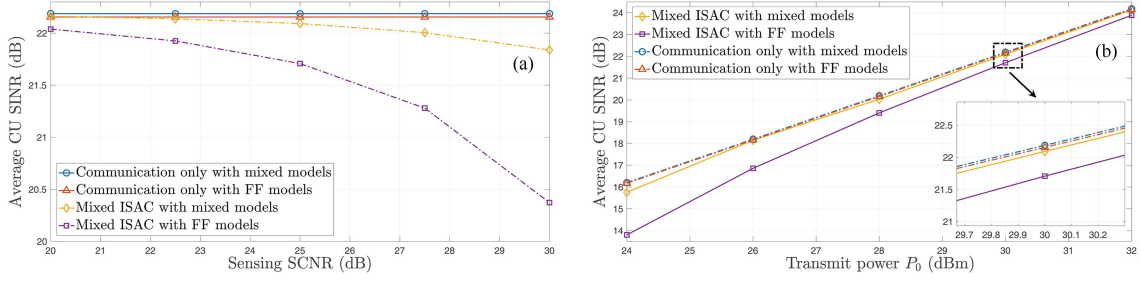 (a)
22
21.5
21
20.5
20
Average CU SINR (dB)
Communication only with mixed models
Communication only with FF models
Mixed ISAC with mixed models
Mixed ISAC with FF models
20 21 22 23 24 25 26 27 28 29 30
Sensing SCNR (dB)
(b)
24
23
22
21
20
19
18
17
16
15
14
13
Average CU SINR (dB)
Mixed ISAC with mixed models
Mixed ISAC with FF models
Communication only with mixed models
Communication only with FF models
22.5
22
21.5
21
29.7 29.8 29.9 30 30.1 30.2
24 25 26 27 28 29 30 31 32
Transmit power P₀ (dBm)